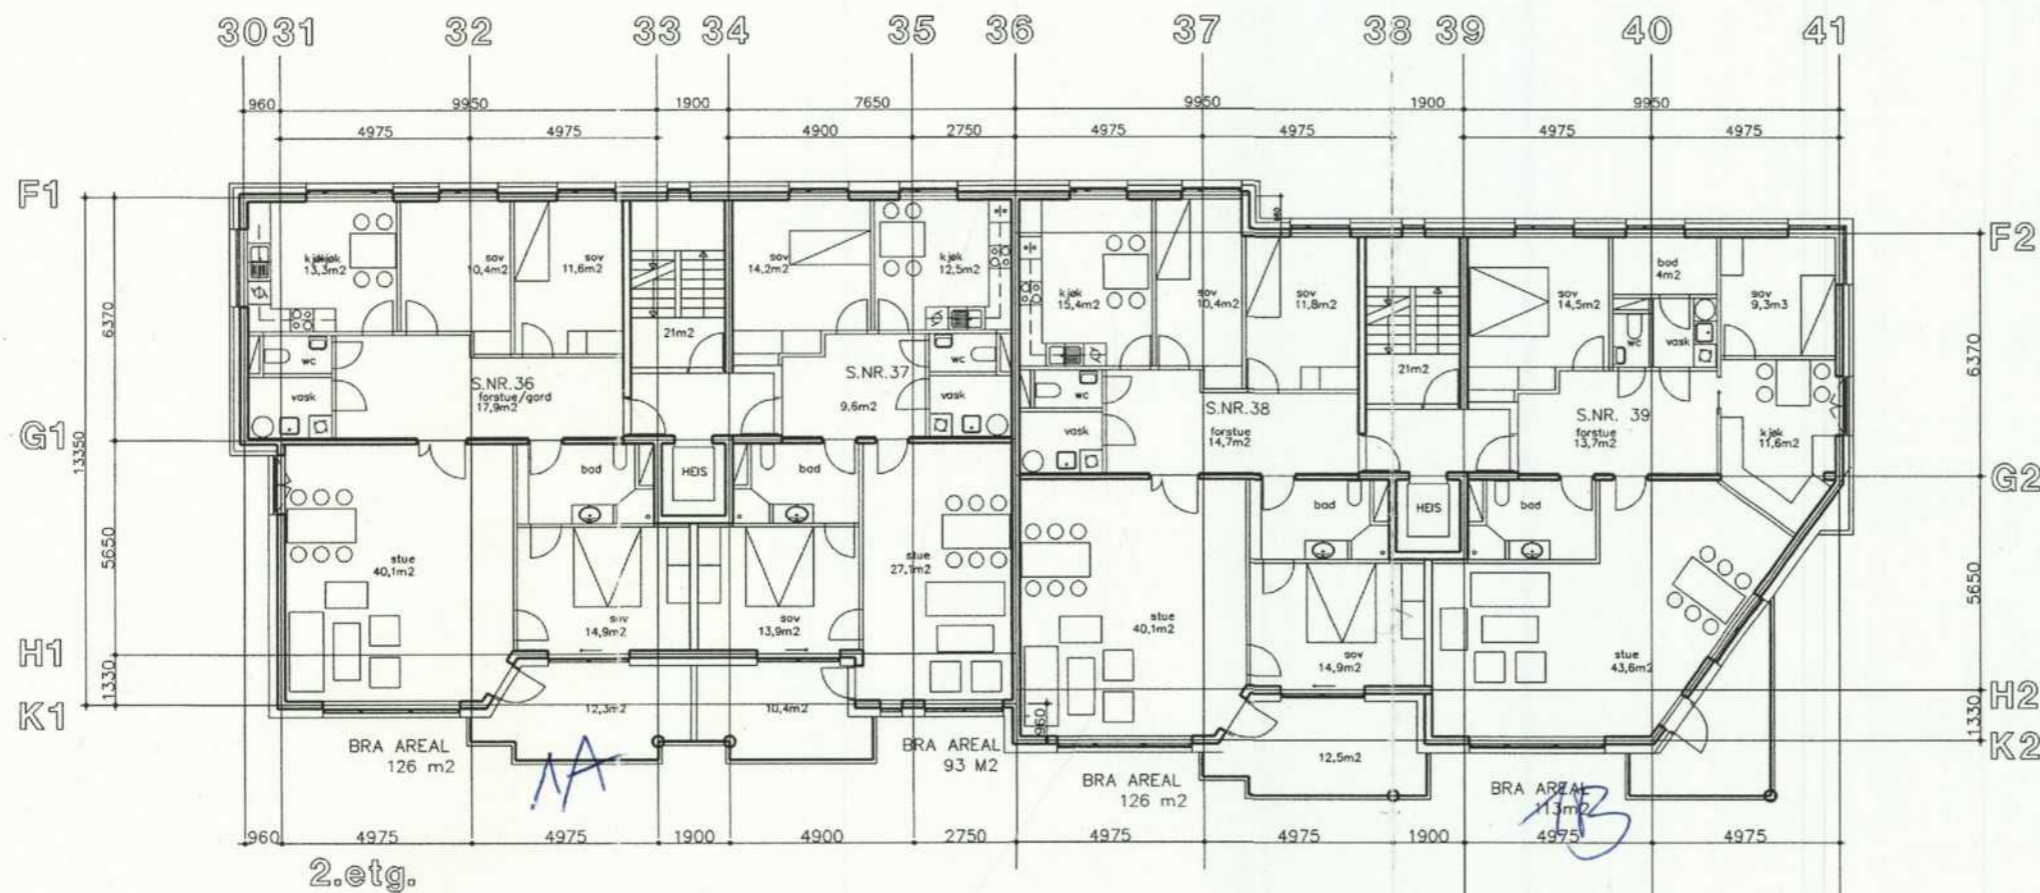 30 31 32 33 34 35 36 37 38 39 40 41
960 9950 1900 7650 9950 1900 9950
4975 4975 4900 2750 4975 4975 4975 4975
F1
F2
G1
G2
H1
H2
K1
K2
6370
13350
5650
1330
6370
5650
1330
13,3m2
sov
10,4m2
sov
11,6m2
21m2
sov
14,2m2
kjøk
12,5m2
wc
vask
S.NR.36
forstue/gard
17,9m2
S.NR.37
9,6m2
wc
vask
stue
40,1m2
bad
HEIS
bad
sov
14,9m2
sov
13,9m2
stue
27,1m2
12,3m2
10,4m2
BRA AREAL
126 m2
1A
BRA AREAL
93 M2
kjøk
15,4m2
sov
10,4m2
sov
11,8m2
21m2
sov
14,5m2
bod
4m2
sov
9,3m3
wc
vask
wc
vask
S.NR.38
forstue
14,7m2
S.NR. 39
forstue
13,7m2
kjøk
11,6m2
stue
40,1m2
bad
HEIS
bad
sov
14,9m2
stue
43,6m2
960
12,5m2
BRA AREAL
126 m2
BRA AREAL
113m2
1B
960 4975 4975 1900 4900 2750 4975 4975 1900 4975 4975
2.etg.